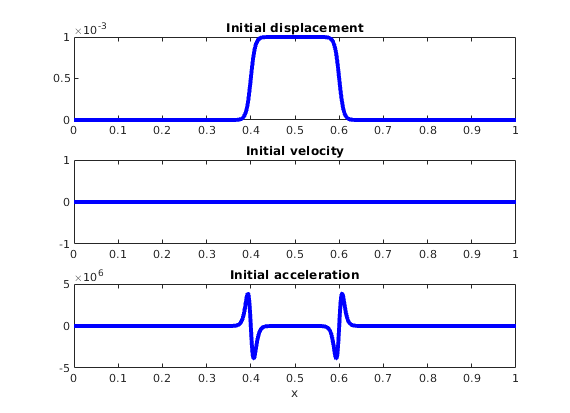 ×10-3
Initial displacement
1
0.5
0
0 0.1 0.2 0.3 0.4 0.5 0.6 0.7 0.8 0.9 1
Initial velocity
1
0
-1
0 0.1 0.2 0.3 0.4 0.5 0.6 0.7 0.8 0.9 1
×106
Initial acceleration
5
0
-5
0 0.1 0.2 0.3 0.4 0.5 0.6 0.7 0.8 0.9 1
x